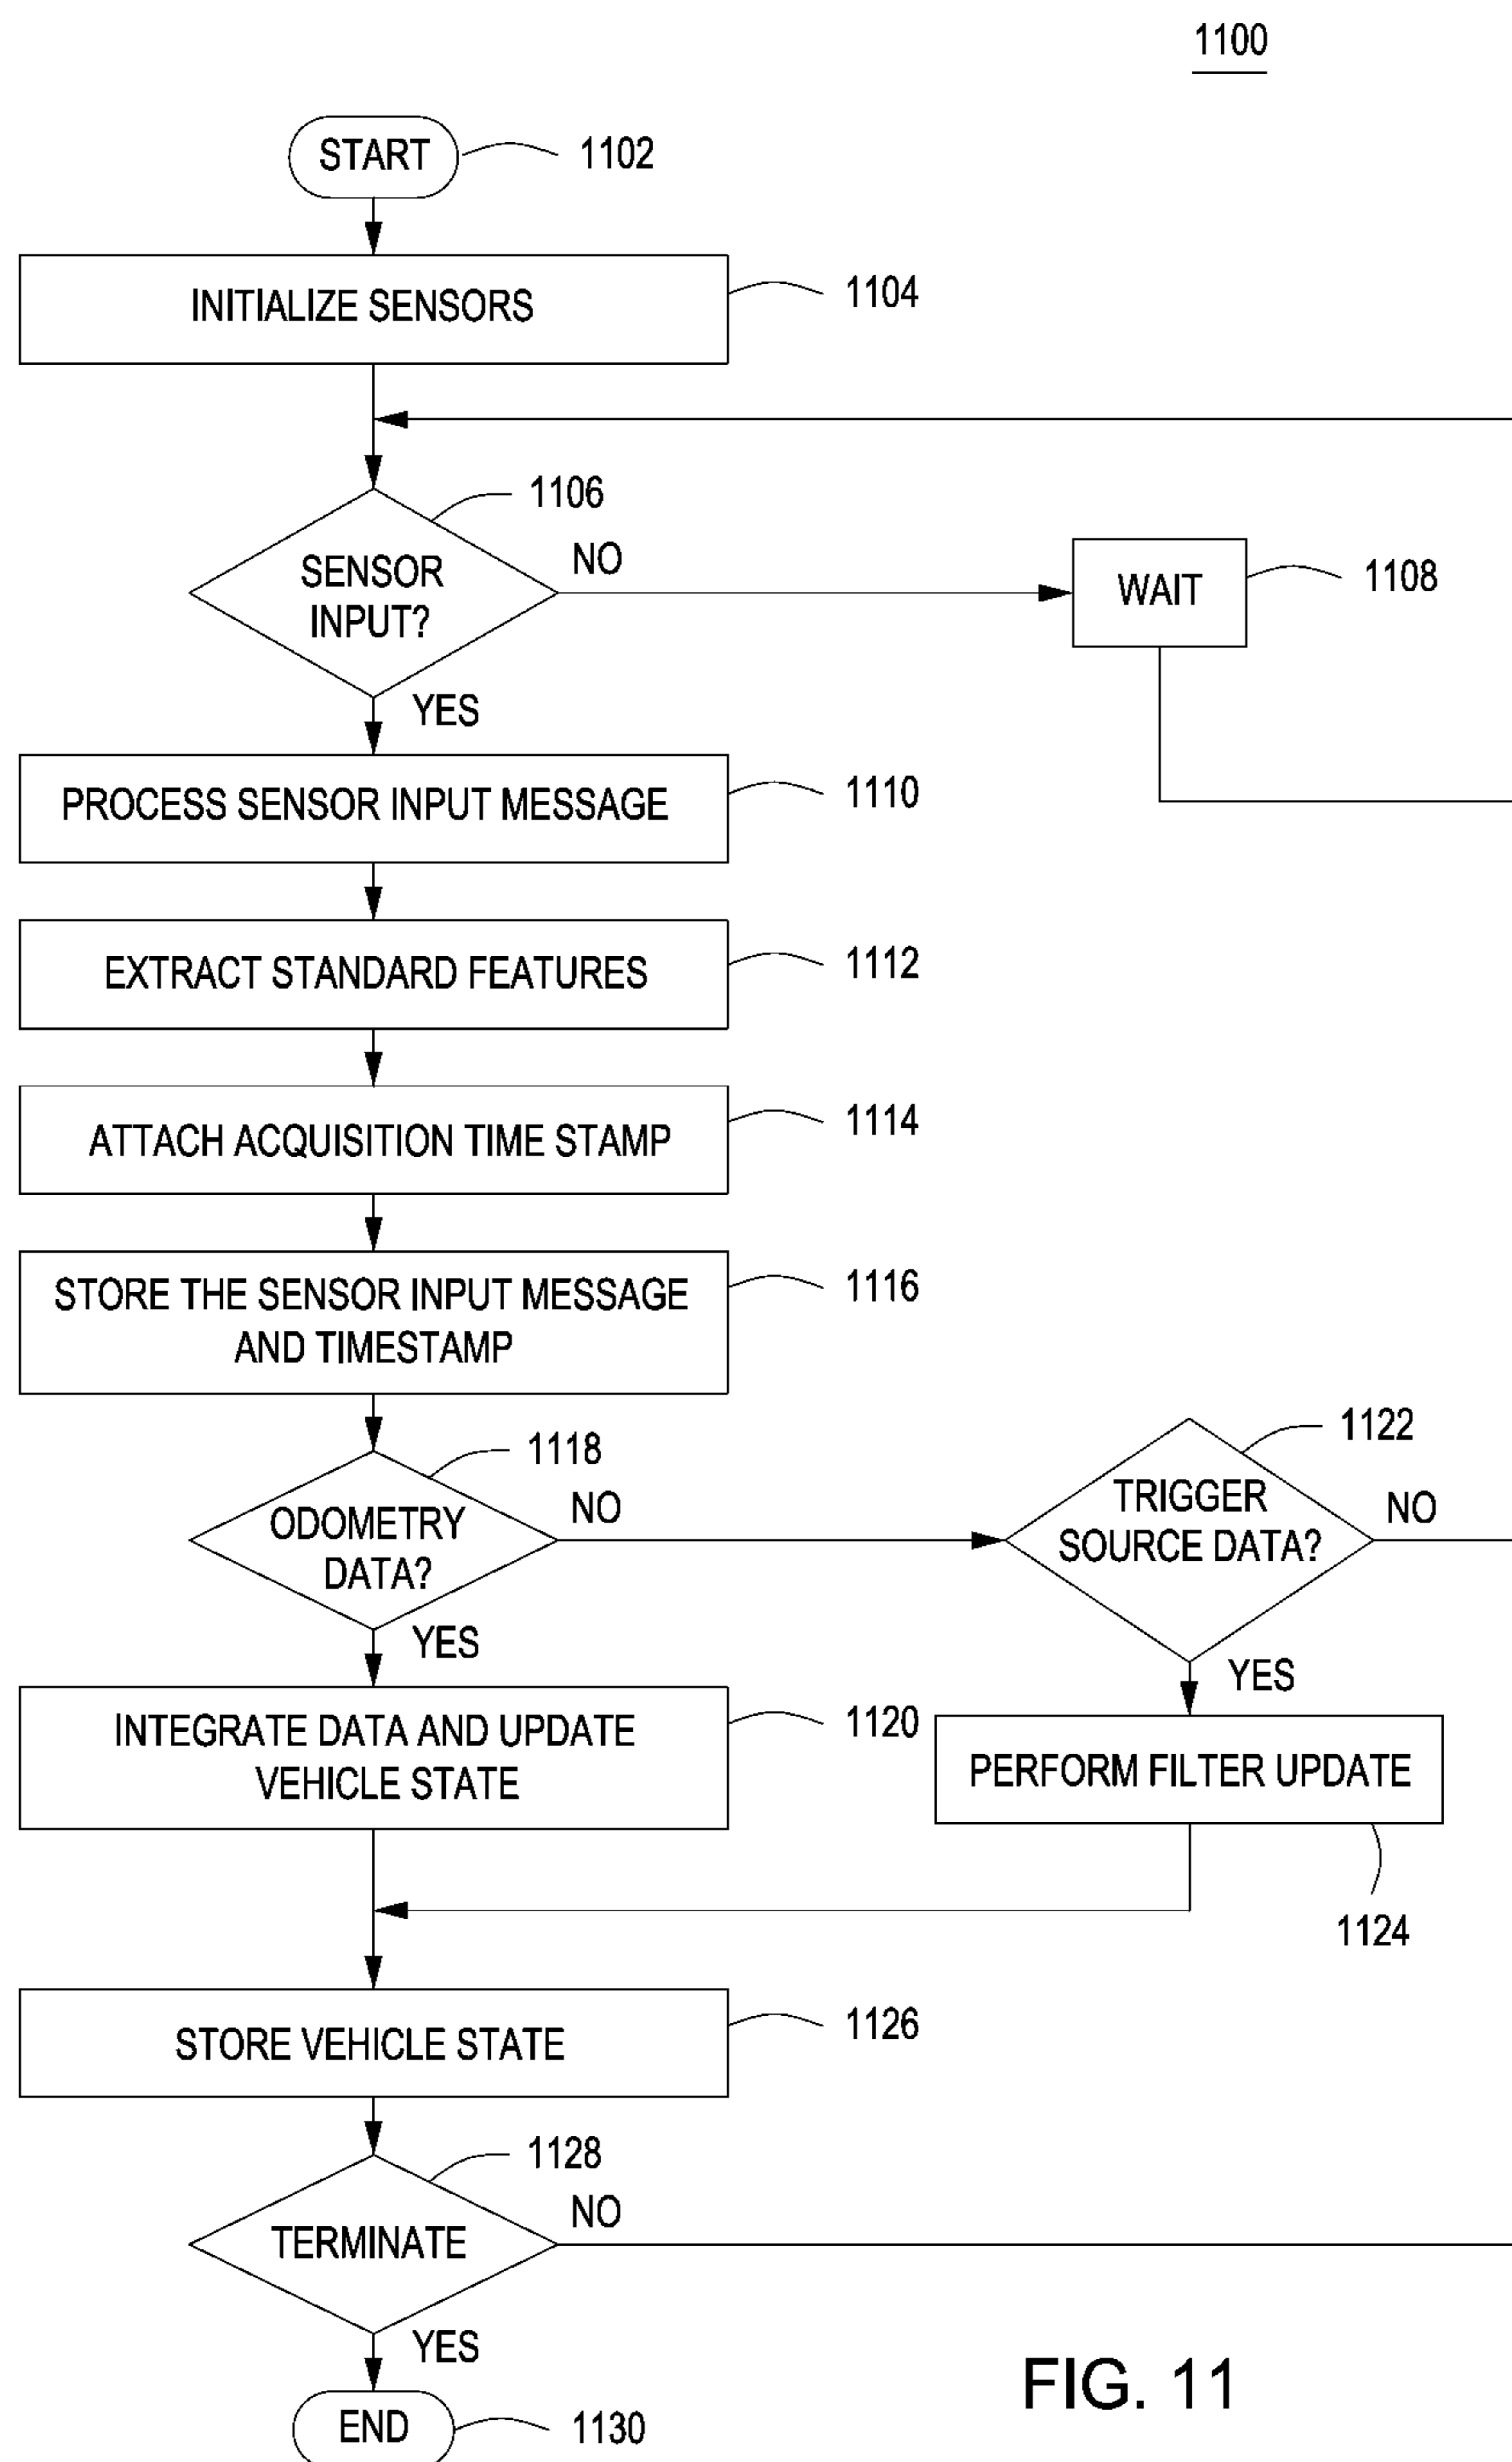 1100
START
1102
INITIALIZE SENSORS
1104
1106
SENSOR
INPUT?
NO
WAIT
1108
YES
PROCESS SENSOR INPUT MESSAGE
1110
EXTRACT STANDARD FEATURES
1112
ATTACH ACQUISITION TIME STAMP
1114
STORE THE SENSOR INPUT MESSAGE
AND TIMESTAMP
1116
1118
ODOMETRY
DATA?
NO
1122
TRIGGER
SOURCE DATA?
NO
YES
INTEGRATE DATA AND UPDATE
VEHICLE STATE
1120
YES
PERFORM FILTER UPDATE
1124
STORE VEHICLE STATE
1126
1128
TERMINATE
NO
YES
END
1130
FIG. 11